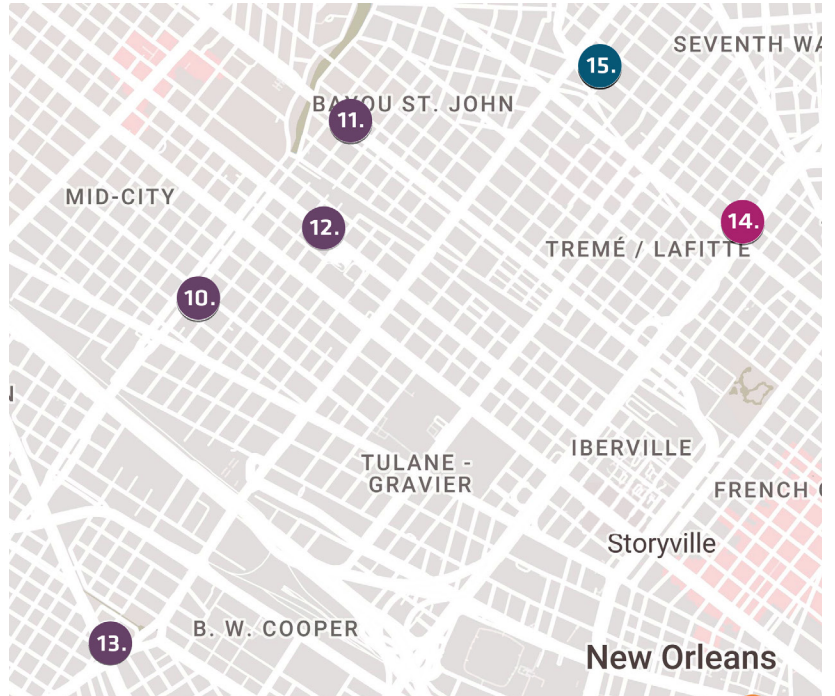 SEVENTH WA
15.
BAYOU ST. JOHN
11.
MID-CITY
12.
14.
TREMÉ / LAFITTE
10.
N
IBERVILLE
TULANE -
GRAVIER
FRENCH
Storyville
B. W. COOPER
13.
New Orleans